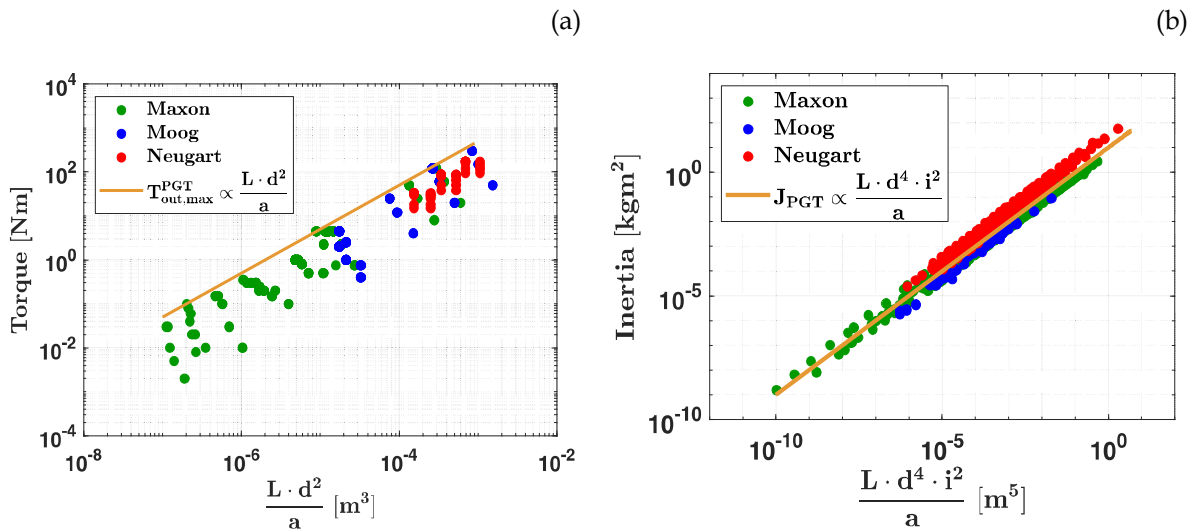 (a)
(b)
10^4
10^2
10^0
10^-2
10^-4
Torque [Nm]
Maxon
Moog
Neugart
T^PGT_out,max ∝ L · d^2 / a
10^-8
10^-6
10^-4
10^-2
L · d^2 / a [m^3]
10^0
10^-5
10^-10
Inertia [kgm^2]
Maxon
Moog
Neugart
J_PGT ∝ L · d^4 · i^2 / a
10^-10
10^-5
10^0
L · d^4 · i^2 / a [m^5]